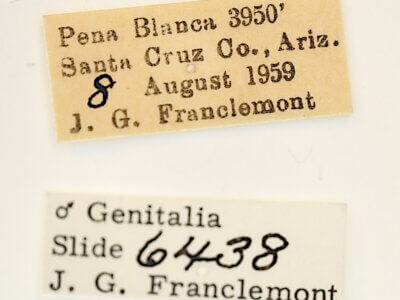 Pena Blanca 3950'
Santa Cruz Co., Ariz.
8 August 1959
J. G. Franclemont
♂ Genitalia
Slide 6438
J. G. Franclemont